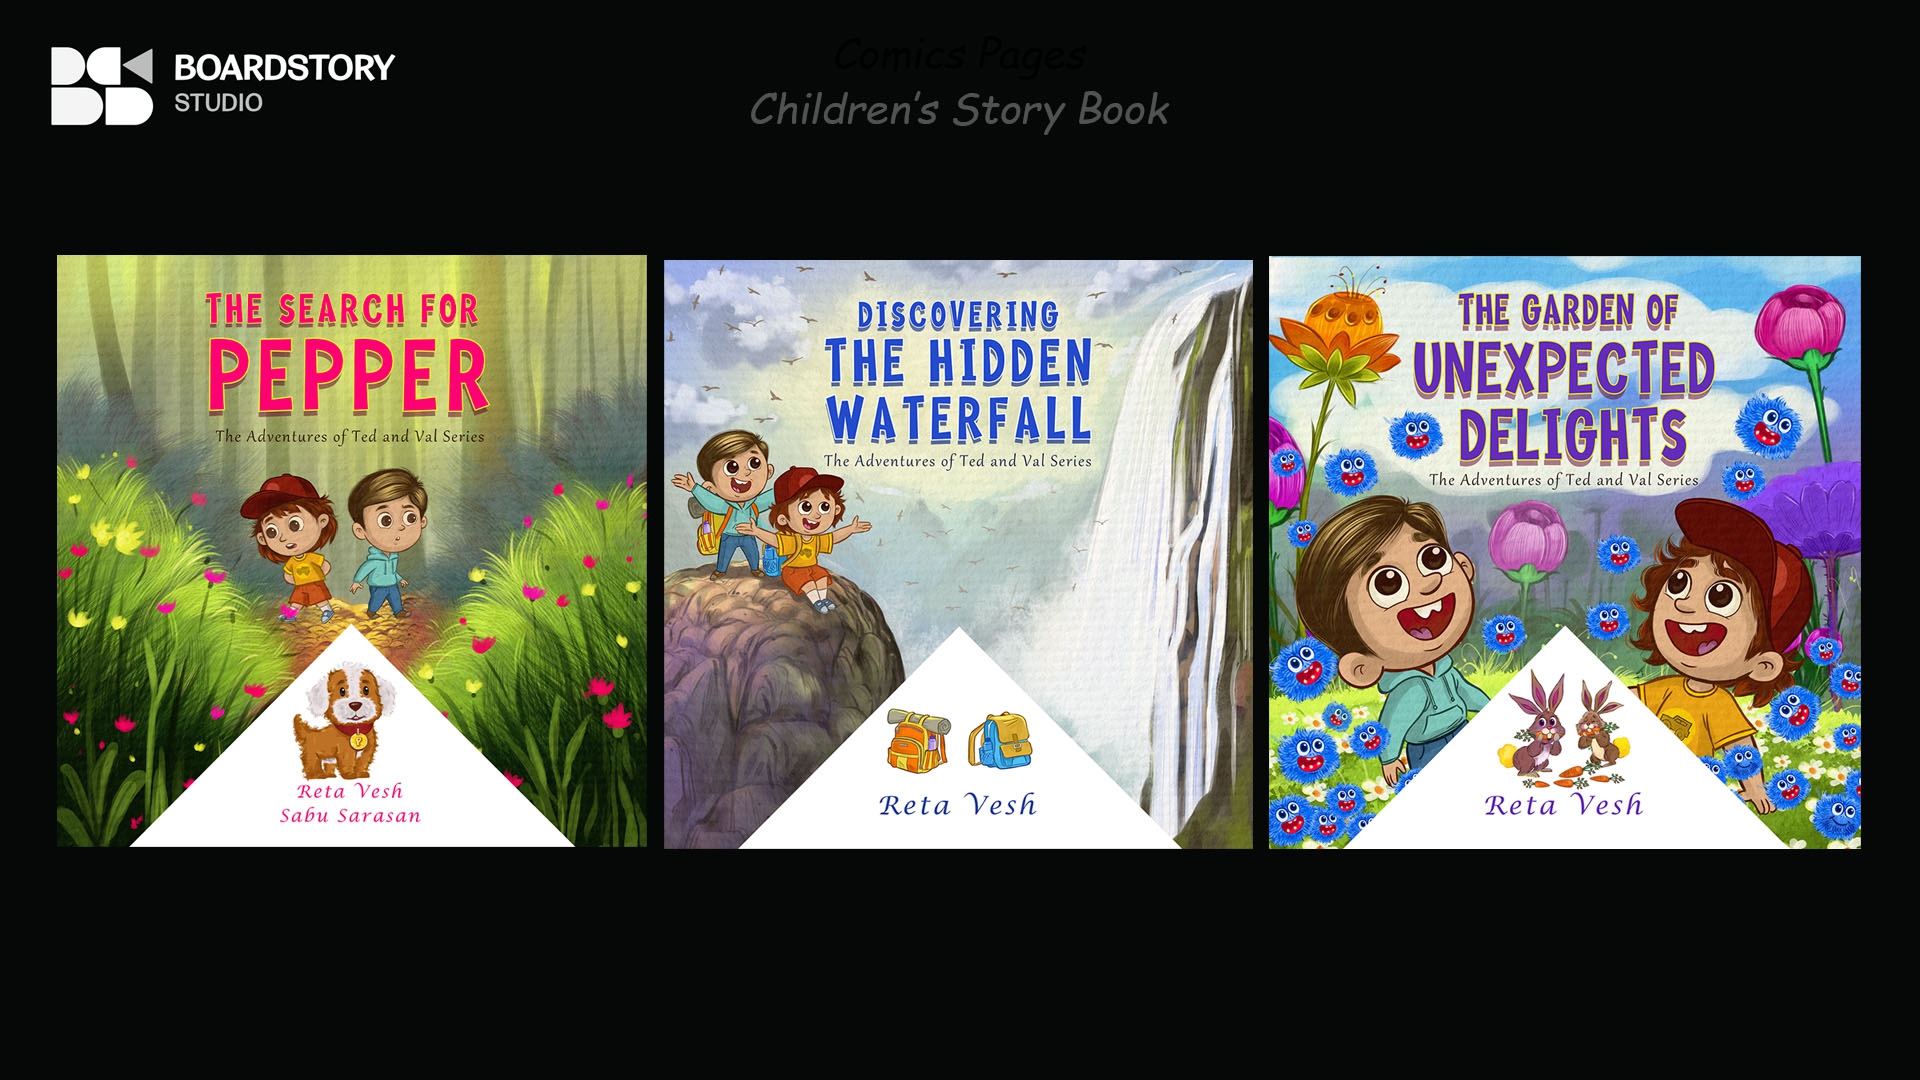 BOARDSTORY
STUDIO
Comics Pages
Children's Story Book
THE SEARCH FOR
PEPPER
The Adventures of Ted and Val Series
Reta Vesh
Sabu Sarasan
DISCOVERING
THE HIDDEN
WATERFALL
The Adventures of Ted and Val Series
Reta Vesh
THE GARDEN OF
UNEXPECTED
DELIGHTS
The Adventures of Ted and Val Series
Reta Vesh